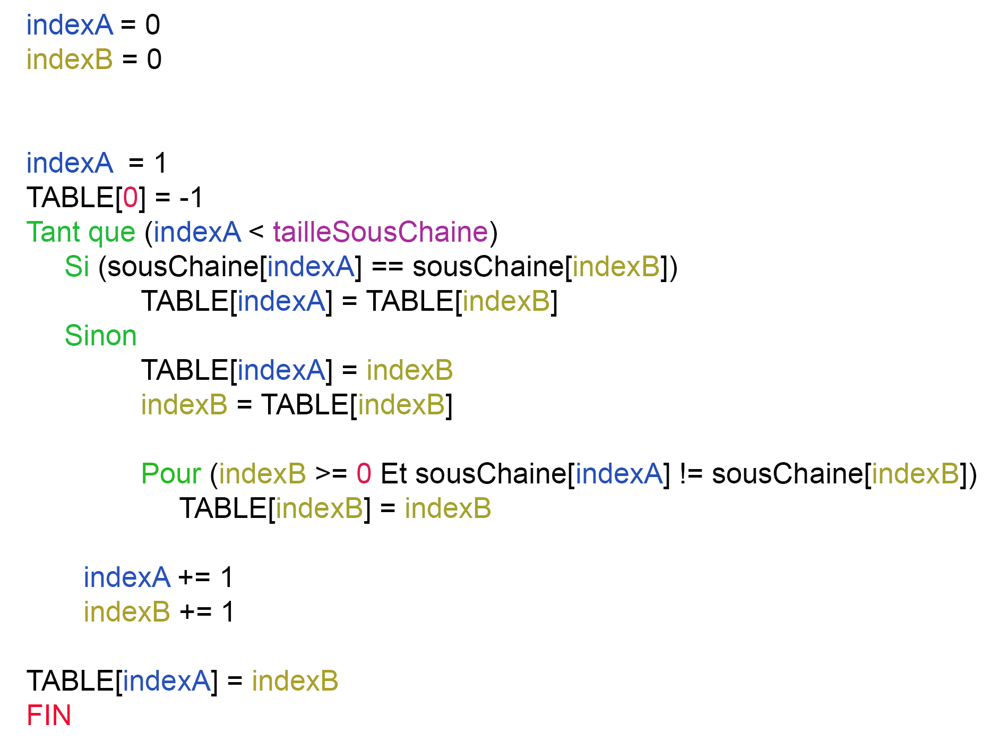 indexA = 0
indexB = 0
indexA = 1
TABLE[0] = -1
Tant que (indexA < tailleSousChaine)
Si (sousChaine[indexA] == sousChaine[indexB])
TABLE[indexA] = TABLE[indexB]
Sinon
TABLE[indexA] = indexB
indexB = TABLE[indexB]
Pour (indexB >= 0 Et sousChaine[indexA] != sousChaine[indexB])
TABLE[indexB] = indexB
indexA += 1
indexB += 1
TABLE[indexA] = indexB
FIN